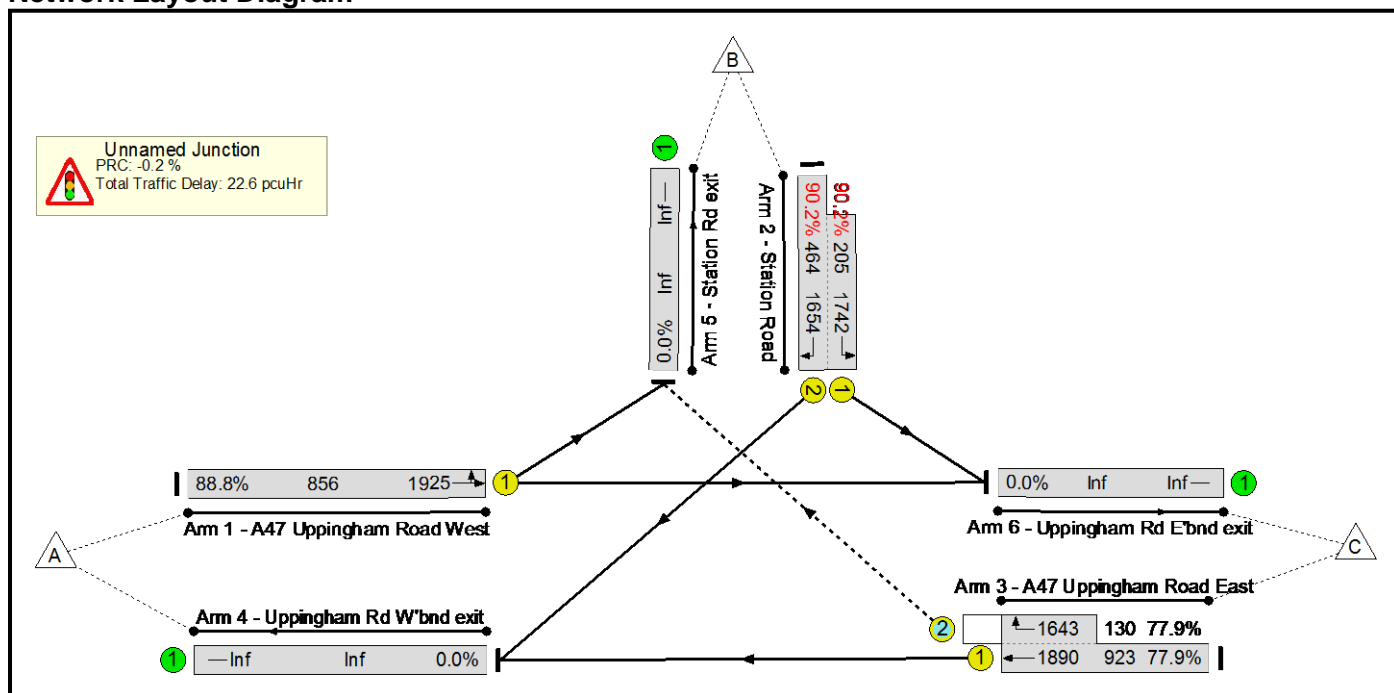 Network Layout Diagram
B
Unnamed Junction
PRC: -0.2 %
Total Traffic Delay: 22.6 pcuHr
1
0.0% Inf Inf
Arm 5 - Station Rd exit
Arm 2 - Station Road
90.2% 464 1654
90.2% 205 1742
2 1
88.8% 856 1925 1
Arm 1 - A47 Uppingham Road West
A
0.0% Inf Inf 1
Arm 6 - Uppingham Rd E'bnd exit
C
Arm 3 - A47 Uppingham Road East
2 1643 130 77.9%
1 1890 923 77.9%
Arm 4 - Uppingham Rd W'bnd exit
1 Inf Inf 0.0%